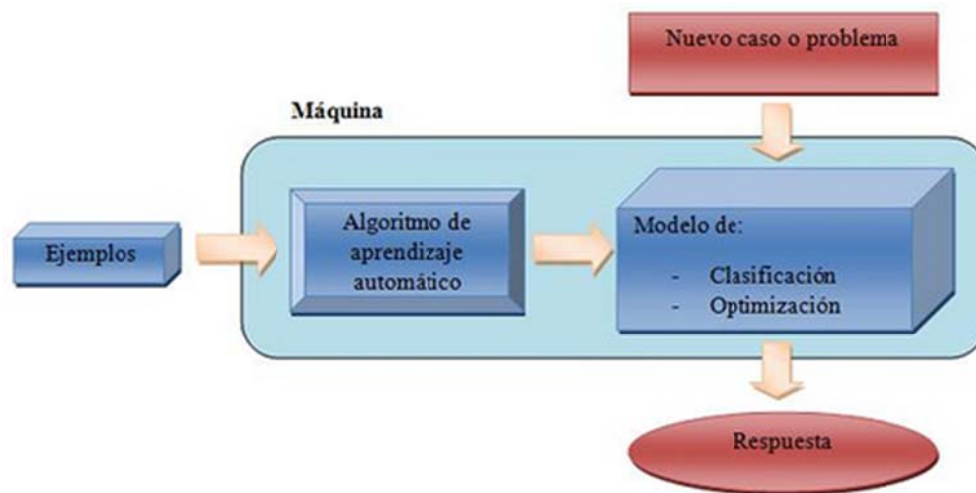 Nuevo caso o problema
Máquina
Ejemplos
Algoritmo de
aprendizaje
automático
Modelo de:
- Clasificación
- Optimización
Respuesta